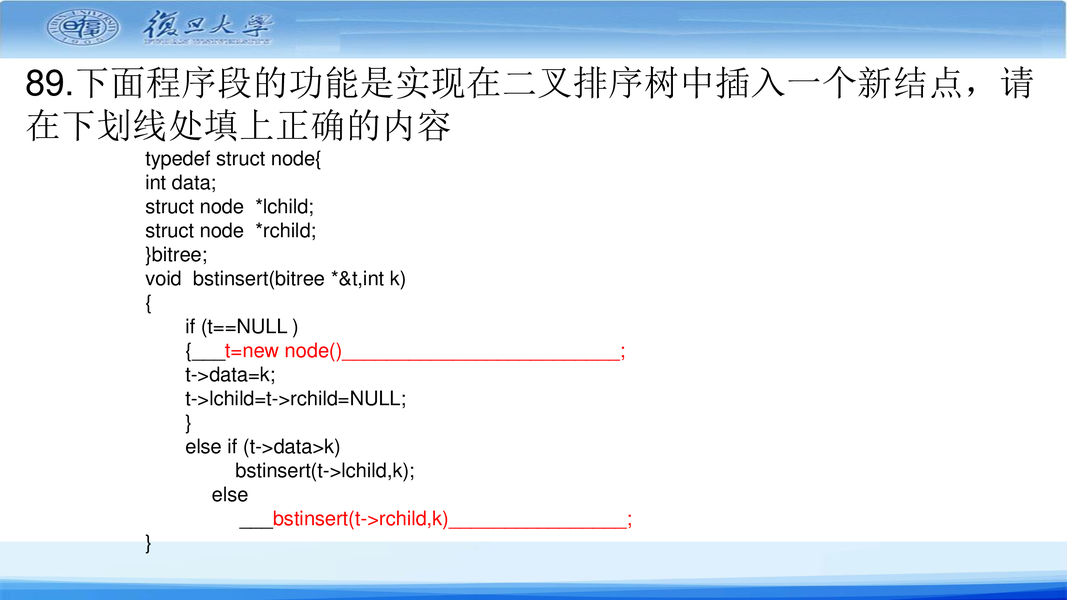 復旦大學
89.下面程序段的功能是实现在二叉排序树中插入一个新结点，请
在下划线处填上正确的内容
typedef struct node{
int data;
struct node  *lchild;
struct node  *rchild;
}bitree;
void  bstinsert(bitree *&t,int k)
{
if (t==NULL )
{___t=new node()_________________________;
t->data=k;
t->lchild=t->rchild=NULL;
}
else if (t->data>k)
bstinsert(t->lchild,k);
else
___bstinsert(t->rchild,k)________________;
}